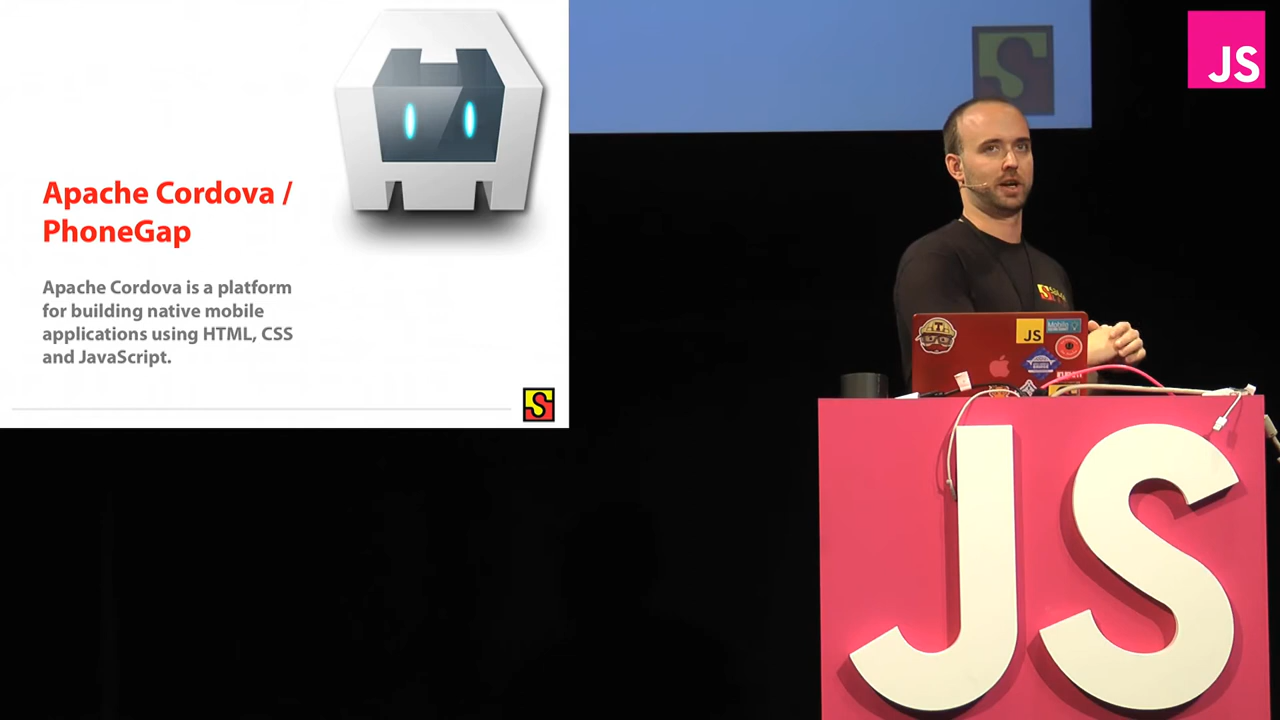 Apache Cordova /
PhoneGap
Apache Cordova is a platform
for building native mobile
applications using HTML, CSS
and JavaScript.
S
S
JS
S
JS
Mobile
T
JS